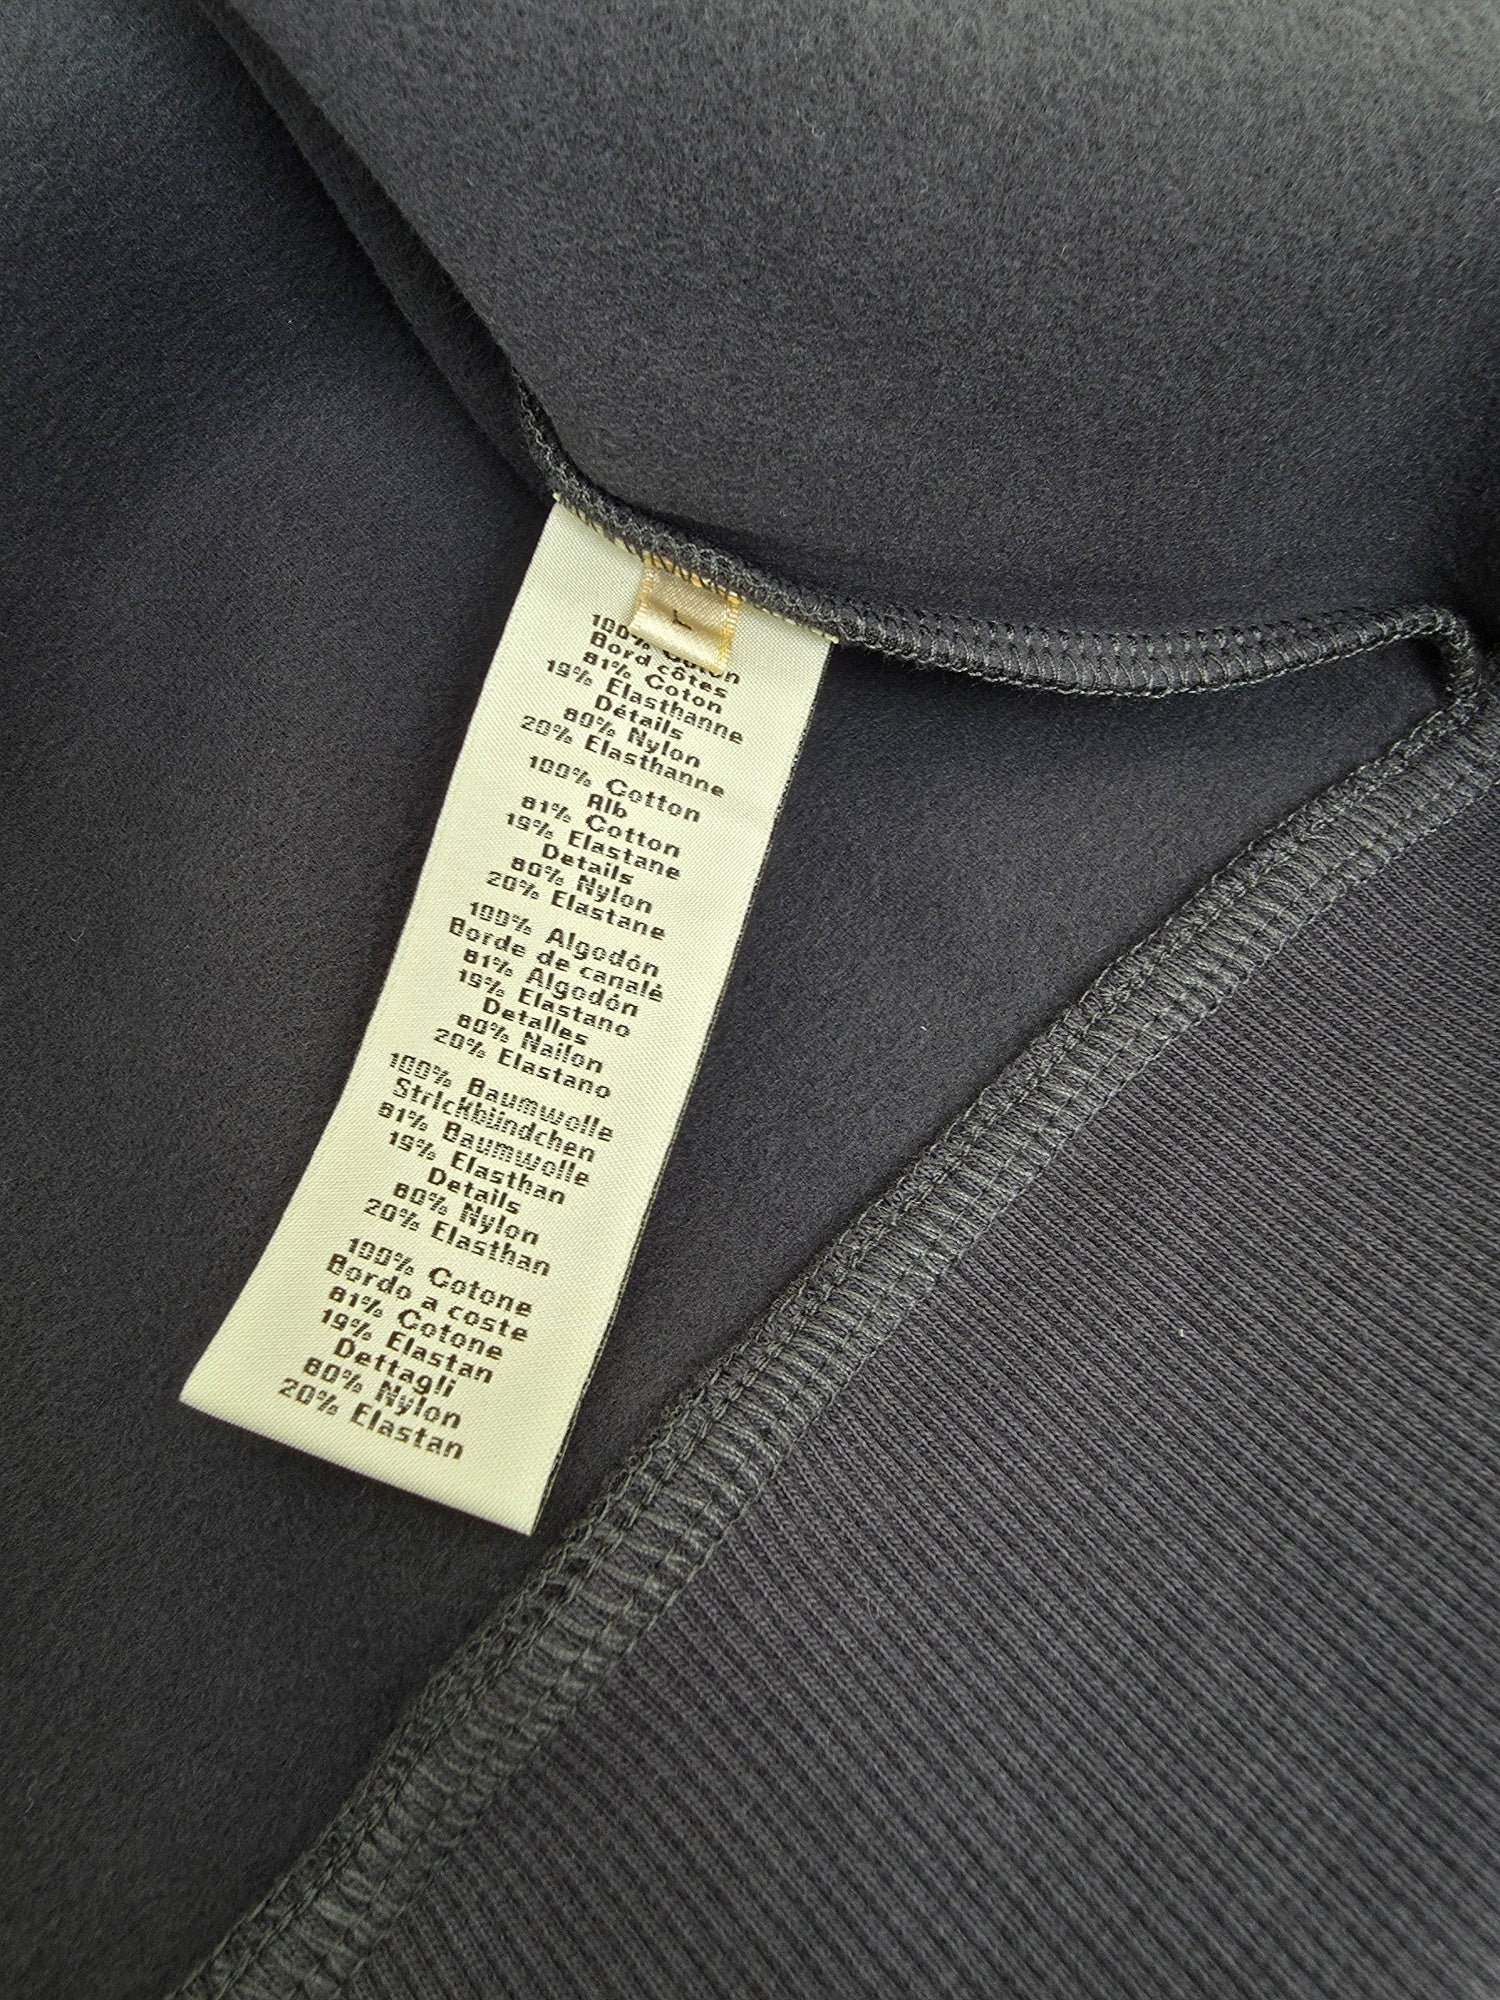 L
100% Coton
Bord côtes
81% Coton
19% Elasthanne
Détails
80% Nylon
20% Elasthanne
100% Cotton
Rib
81% Cotton
19% Elastane
Details
80% Nylon
20% Elastane
100% Algodón
Borde de canalé
81% Algodón
19% Elastano
Detalles
80% Nailon
20% Elastano
100% Baumwolle
Strickbündchen
81% Baumwolle
19% Elasthan
Details
80% Nylon
20% Elasthan
100% Cotone
Bordo a coste
81% Cotone
19% Elastan
Dettagli
80% Nylon
20% Elastan